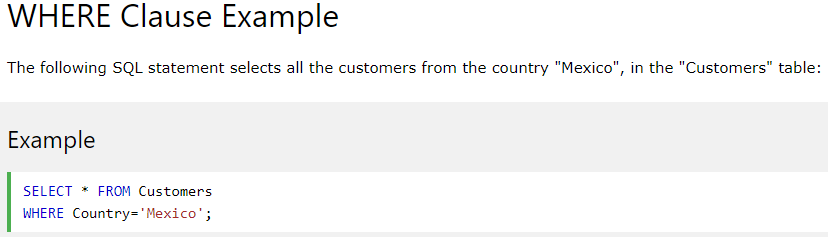 WHERE Clause Example
The following SQL statement selects all the customers from the country "Mexico", in the "Customers" table:
Example
SELECT * FROM Customers
WHERE Country='Mexico';